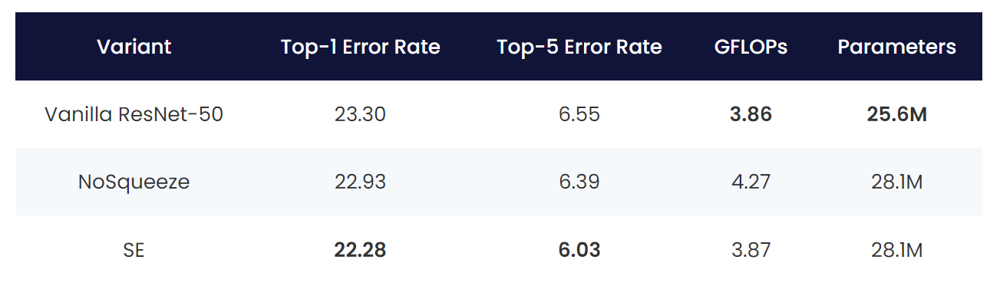 Variant Top-1 Error Rate Top-5 Error Rate GFLOPs Parameters
Vanilla ResNet-50 23.30 6.55 3.86 25.6M
NoSqueeze 22.93 6.39 4.27 28.1M
SE 22.28 6.03 3.87 28.1M